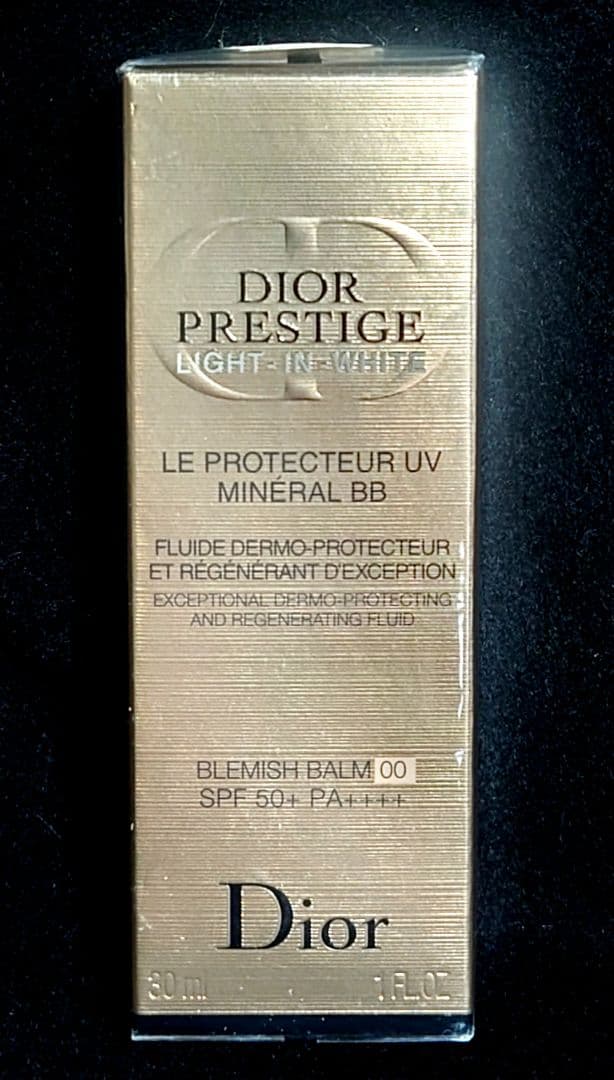 DIOR
PRESTIGE
LIGHT-IN-WHITE
LE PROTECTEUR UV
MINÉRAL BB
FLUIDE DERMO-PROTECTEUR
ET RÉGÉNÉRANT D'EXCEPTION
EXCEPTIONAL DERMO-PROTECTING
AND REGENERATING FLUID
BLEMISH BALM 00
SPF 50+ PA++++
Dior
30 ml 1 FL.OZ